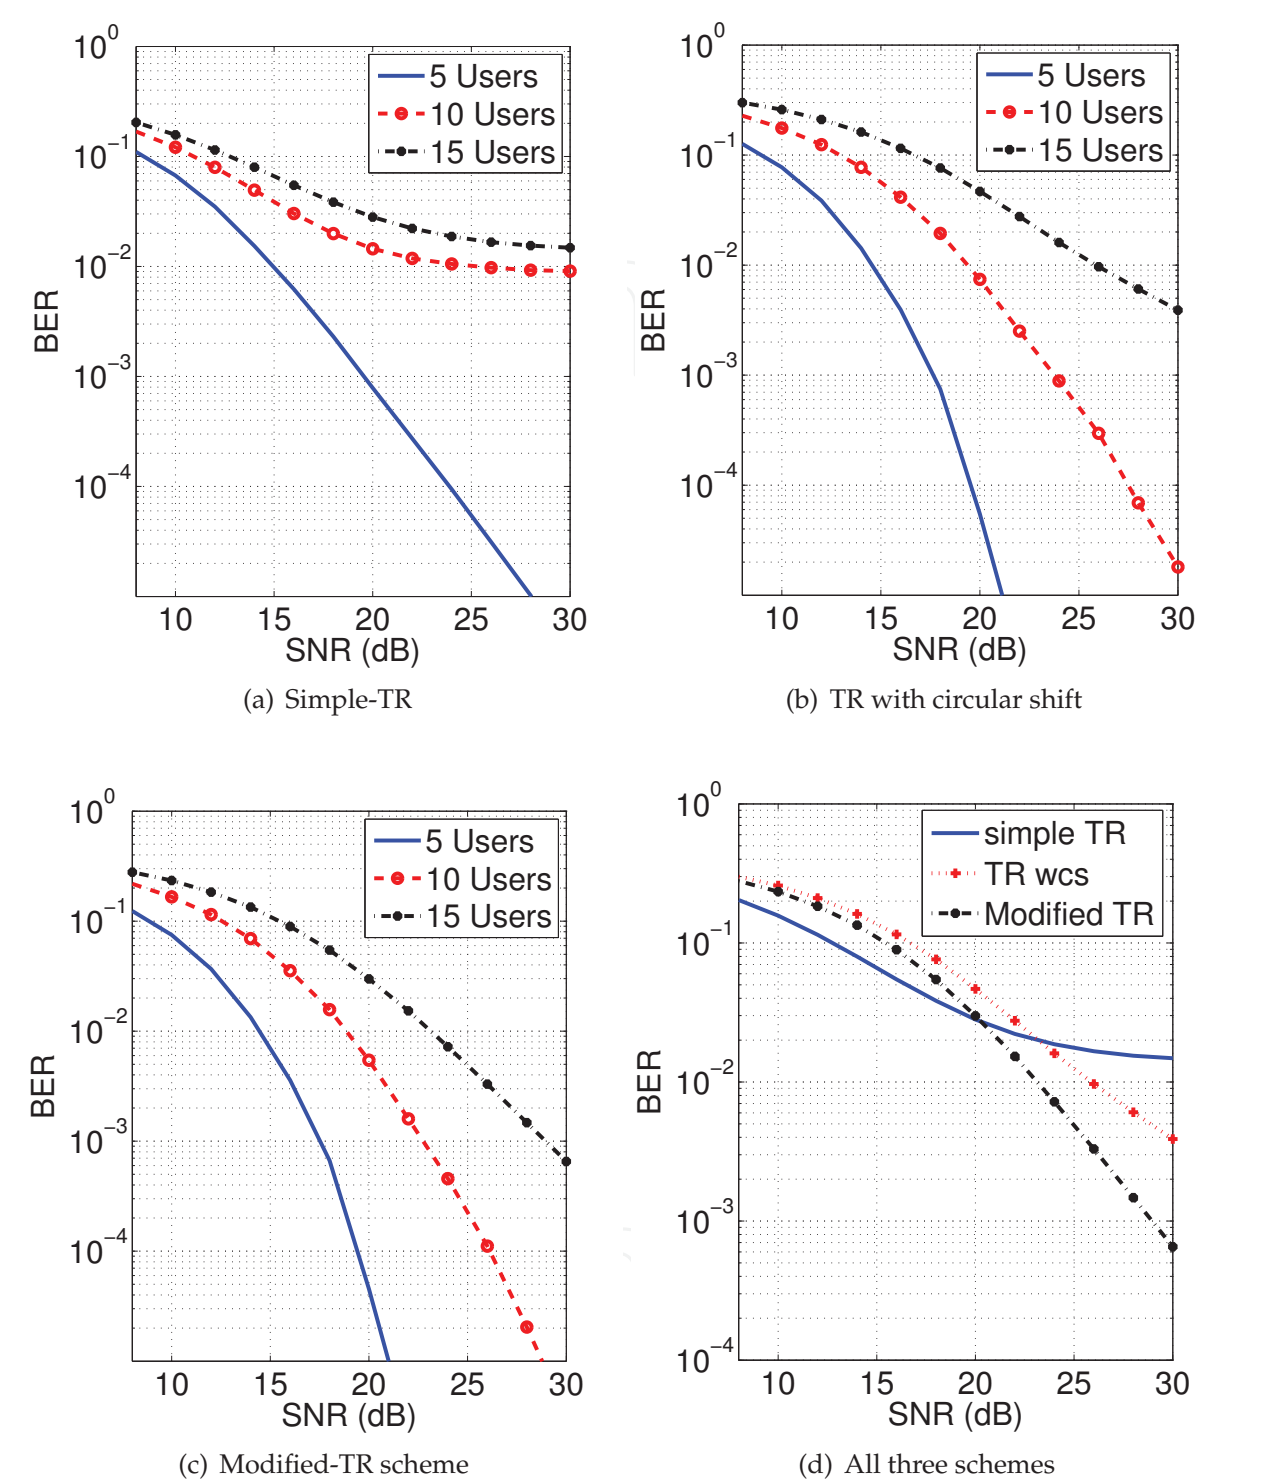 10^0
10^−1
10^−2
10^−3
10^−4
BER
5 Users
10 Users
15 Users
10 15 20 25 30
SNR (dB)
(a) Simple-TR
10^0
10^−1
10^−2
10^−3
10^−4
BER
5 Users
10 Users
15 Users
10 15 20 25 30
SNR (dB)
(b) TR with circular shift
10^0
10^−1
10^−2
10^−3
10^−4
BER
5 Users
10 Users
15 Users
10 15 20 25 30
SNR (dB)
(c) Modified-TR scheme
10^0
10^−1
10^−2
10^−3
10^−4
BER
simple TR
TR wcs
Modified TR
10 15 20 25 30
SNR (dB)
(d) All three schemes